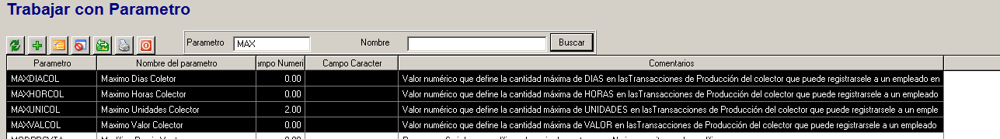 Trabajar con Parametro
Parametro MAX Nombre Buscar
Parametro Nombre del parametro ampo Numeri Campo Caracter Comentarios
MAXDIACOL Maximo Dias Coletor 0.00 Valor numérico que define la cantidad máxima de DIAS en lasTransacciones de Producción del colector que puede registrarsele a un empleado en
MAXHORCOL Maximo Horas Colector 0.00 Valor numérico que define la cantidad máxima de HORAS en lasTransacciones de Producción del colector que puede registrarsele a un empleado
MAXUNICOL Maximo Unidades Colector 2.00 Valor numérico que define la cantidad máxima de UNIDADES en lasTransacciones de Producción del colector que puede registrarsele a un emple
MAXVALCOL Maximo Valor Colector 0.00 Valor numérico que define la cantidad máxima de VALOR en lasTransacciones de Producción del colector que puede registrarsele a un empleado